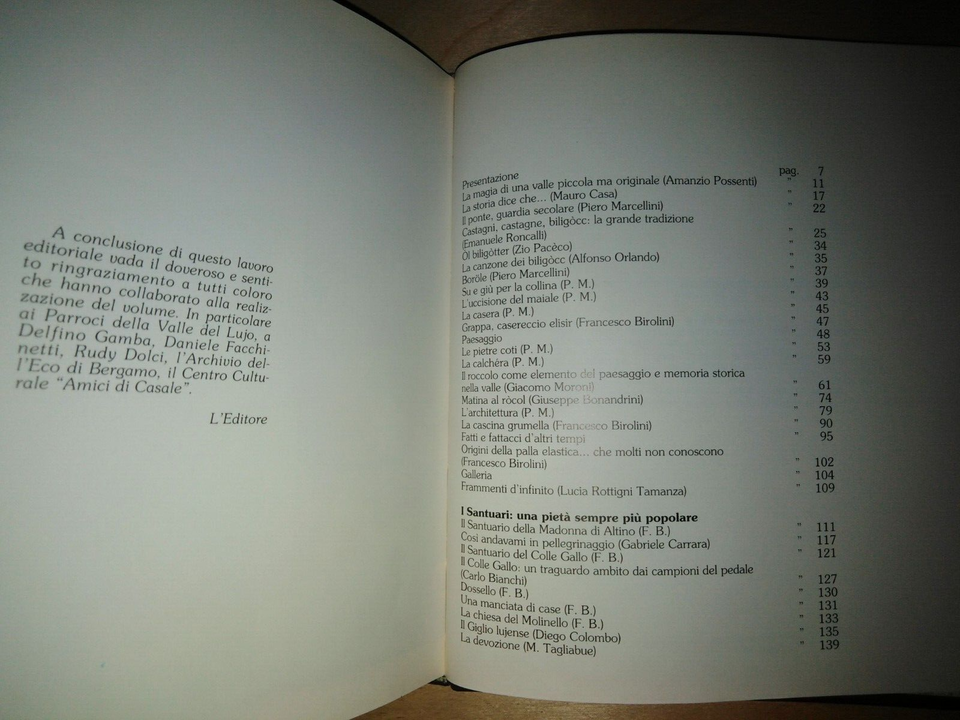 A conclusione di questo lavoro
editoriale vada il doveroso e senti-
to ringraziamento a tutti coloro
che hanno collaborato alla realiz-
zazione del volume. In particolare
ai Parroci della Valle del Lujo, a
Delfino Gamba, Daniele Facchi-
netti, Rudy Dolci, l'Archivio del-
l'Eco di Bergamo, il Centro Cultu-
rale "Amici di Casale".
L'Editore
Presentazione pag. 7
La magia di una valle piccola ma originale (Amanzio Possenti) " 11
La storia dice che... (Mauro Casa) " 17
Il ponte, guardia secolare (Piero Marcellini) " 22
Castagni, castagne, biligòcc: la grande tradizione
(Emanuele Roncalli) " 25
Öl biligòtter (Zio Pacèco) " 34
La canzone dei biligòcc (Alfonso Orlando) " 35
Boröle (Piero Marcellini) " 37
Su e giù per la collina (P. M.) " 39
L'uccisione del maiale (P. M.) " 43
La casera (P. M.) " 45
Grappa, casereccio elisir (Francesco Birolini) " 47
Paesaggio " 48
Le pietre coti (P. M.) " 53
La calchéra (P. M.) " 59
Il roccolo come elemento del paesaggio e memoria storica
nella valle (Giacomo Moroni) " 61
Matina al ròcol (Giuseppe Bonandrini) " 74
L'architettura (P. M.) " 79
La cascina grumella (Francesco Birolini) " 90
Fatti e fattacci d'altri tempi " 95
Origini della palla elastica... che molti non conoscono
(Francesco Birolini) " 102
Galleria " 104
Frammenti d'infinito (Lucia Rottigni Tamanza) " 109
I Santuari: una pietà sempre più popolare
Il Santuario della Madonna di Altino (F. B.) " 111
Così andavami in pellegrinaggio (Gabriele Carrara) " 117
Il Santuario del Colle Gallo (F. B.) " 121
Il Colle Gallo: un traguardo ambito dai campioni del pedale
(Carlo Bianchi) " 127
Dossello (F. B.) " 130
Una manciata di case (F. B.) " 131
La chiesa del Molinello (F. B.) " 133
Il Giglio lujense (Diego Colombo) " 135
La devozione (M. Tagliabue) " 139